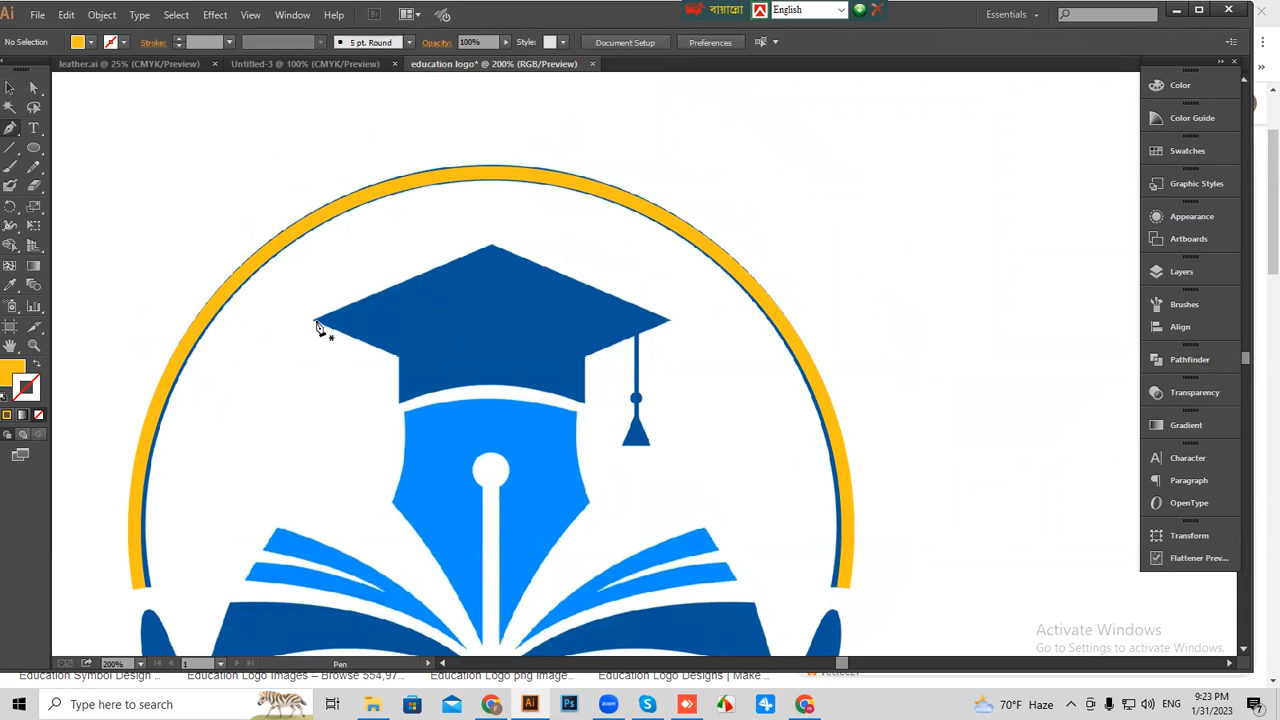 Ai File Edit Object Type Select Effect View Window Help
Br
বায়ান্নো English
Essentials
No Selection Stroke: 5 pt. Round Opacity: 100% Style: Document Setup Preferences
leather.ai @ 25% (CMYK/Preview) Untitled-3 @ 100% (CMYK/Preview) education logo* @ 200% (RGB/Preview)
Color
Color Guide
Swatches
Graphic Styles
Appearance
Artboards
Layers
Brushes
Align
Pathfinder
Transparency
Gradient
Character
Paragraph
OpenType
Transform
Flattener Prev...
Activate Windows
Go to Settings to activate Windows.
200% 1 Pen
Education Symbol Design ... Education Logo Images – Browse 554,97... Education Logo png image... Education Logo Designs | Make ...
Type here to search
Ai Ps zoom
70°F Haze ENG 9:23 PM
1/31/2023